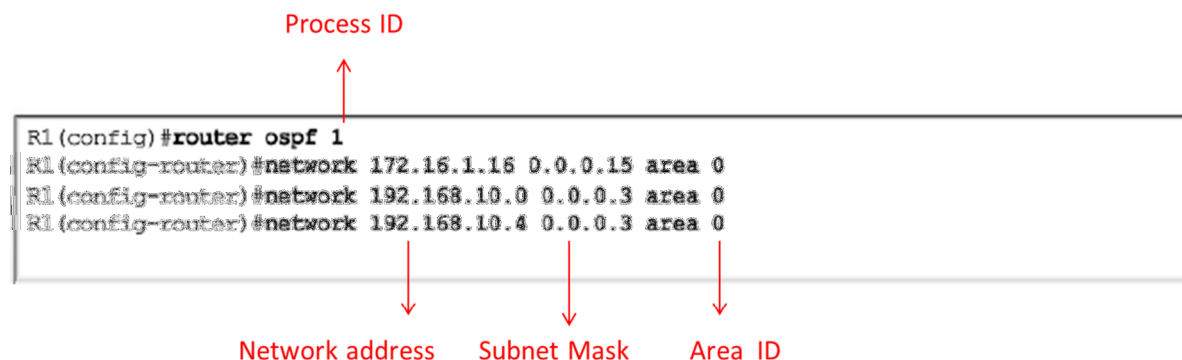 Process ID
R1(config)#router ospf 1
R1(config-router)#network 172.16.1.16 0.0.0.15 area 0
R1(config-router)#network 192.168.10.0 0.0.0.3 area 0
R1(config-router)#network 192.168.10.4 0.0.0.3 area 0
Network address Subnet Mask Area ID